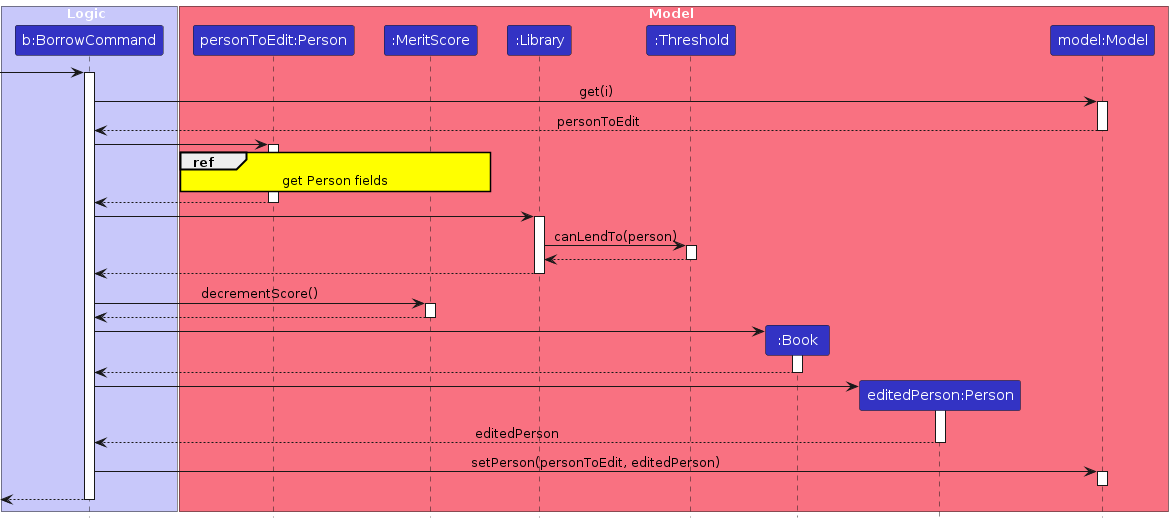 Logic
Model
b:BorrowCommand
personToEdit:Person
:MeritScore
:Library
:Threshold
model:Model
get(i)
personToEdit
ref
get Person fields
canLendTo(person)
decrementScore()
:Book
editedPerson:Person
editedPerson
setPerson(personToEdit, editedPerson)